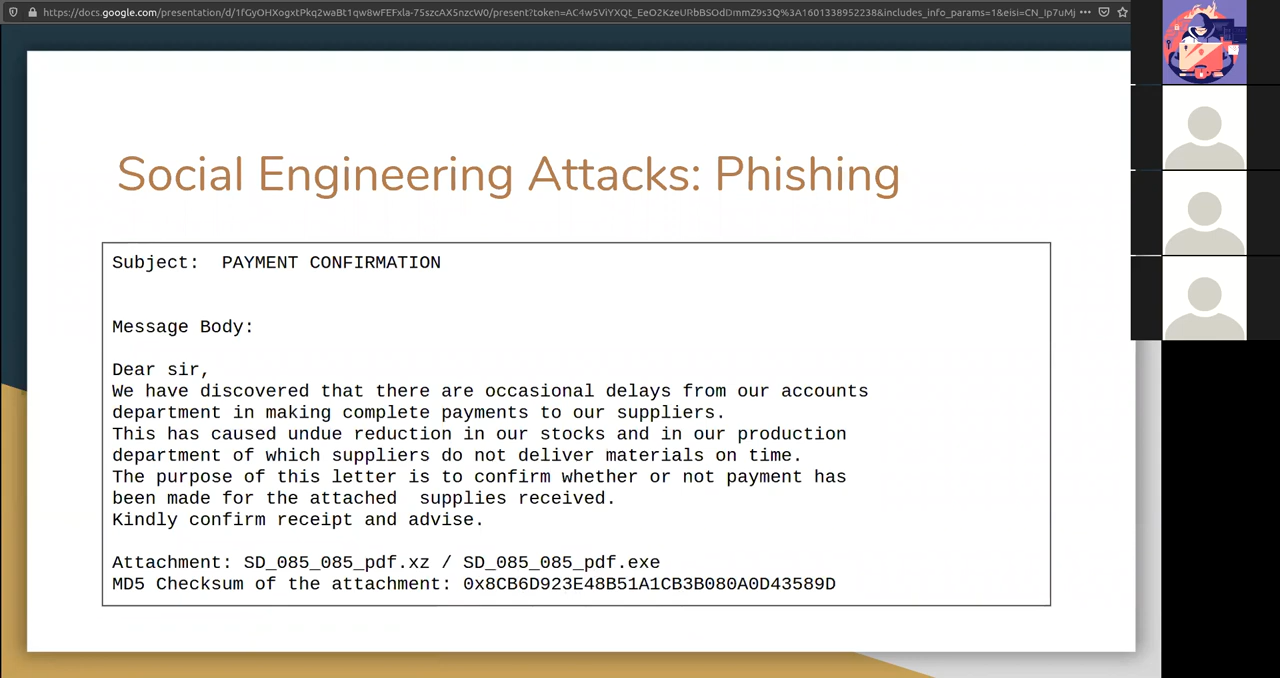 https://docs.google.com/presentation/d/1fGyOHXogxtPkq2waBt1qw8wFEFxla-75szcAX5nzcW0/present?token=AC4w5ViYXQt_EeO2KzeURbBSOdDmmZ9s3Q%3A1601338952238&includes_info_params=1&eisi=CN_Ip7uMj
Social Engineering Attacks: Phishing
Subject:  PAYMENT CONFIRMATION
Message Body:
Dear sir,
We have discovered that there are occasional delays from our accounts
department in making complete payments to our suppliers.
This has caused undue reduction in our stocks and in our production
department of which suppliers do not deliver materials on time.
The purpose of this letter is to confirm whether or not payment has
been made for the attached  supplies received.
Kindly confirm receipt and advise.
Attachment: SD_085_085_pdf.xz / SD_085_085_pdf.exe
MD5 Checksum of the attachment: 0x8CB6D923E48B51A1CB3B080A0D43589D